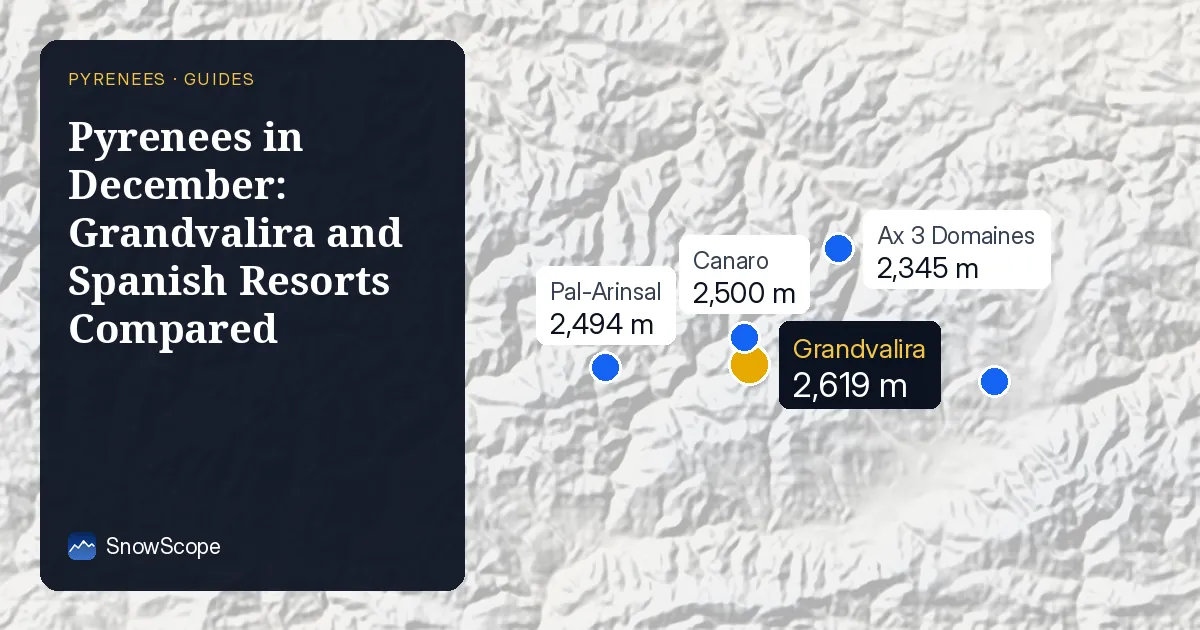 PYRENEES · GUIDES
Pyrenees in
December:
Grandvalira and
Spanish Resorts
Compared
SnowScope
Pal-Arinsal
2,494 m
Canaro
2,500 m
Ax 3 Domaines
2,345 m
Grandvalira
2,619 m